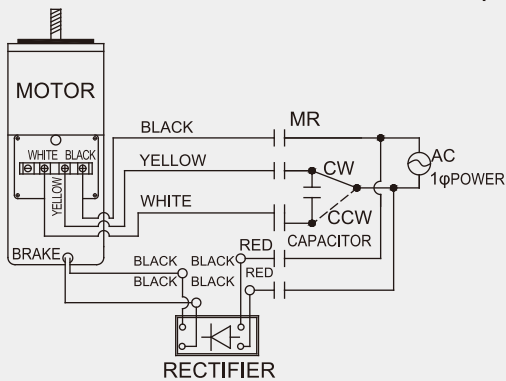 MOTOR
WHITE BLACK
YELLOW
BLACK
MR
YELLOW
CW
AC
1φPOWER
WHITE
CCW
CAPACITOR
BRAKE
BLACK BLACK RED
BLACK BLACK RED
RECTIFIER